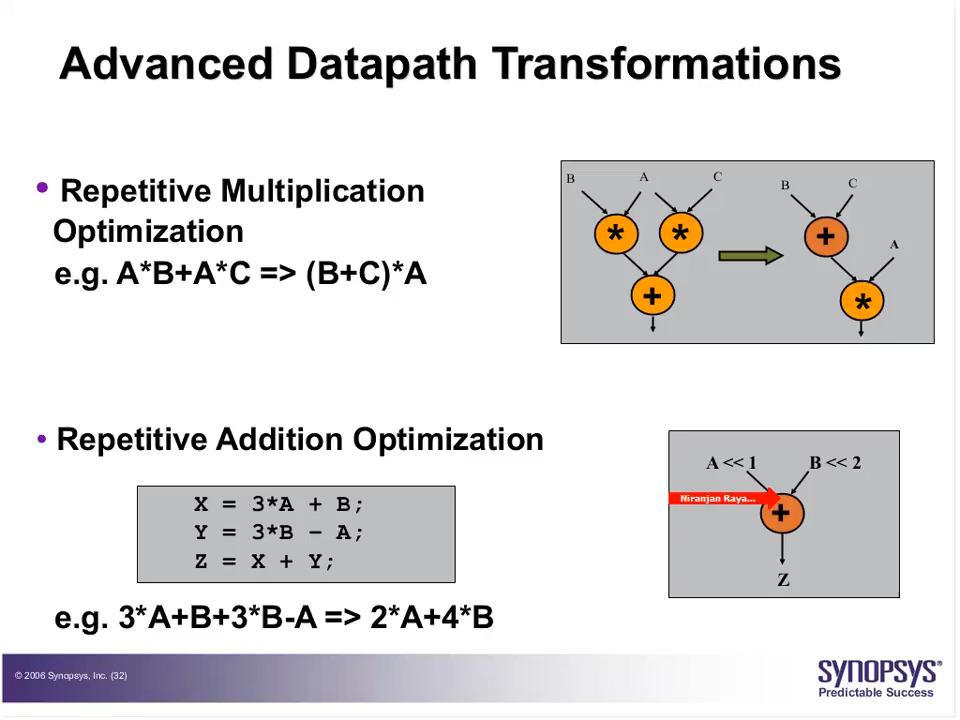 Advanced Datapath Transformations
• Repetitive Multiplication
Optimization
e.g. A*B+A*C => (B+C)*A
B A C B C
* * + A
+ *
• Repetitive Addition Optimization
X = 3*A + B;
Y = 3*B – A;
Z = X + Y;
e.g. 3*A+B+3*B-A => 2*A+4*B
A << 1 B << 2
Niranjan Raya...
+
Z
© 2006 Synopsys, Inc. (32)
SYNOPSYS®
Predictable Success